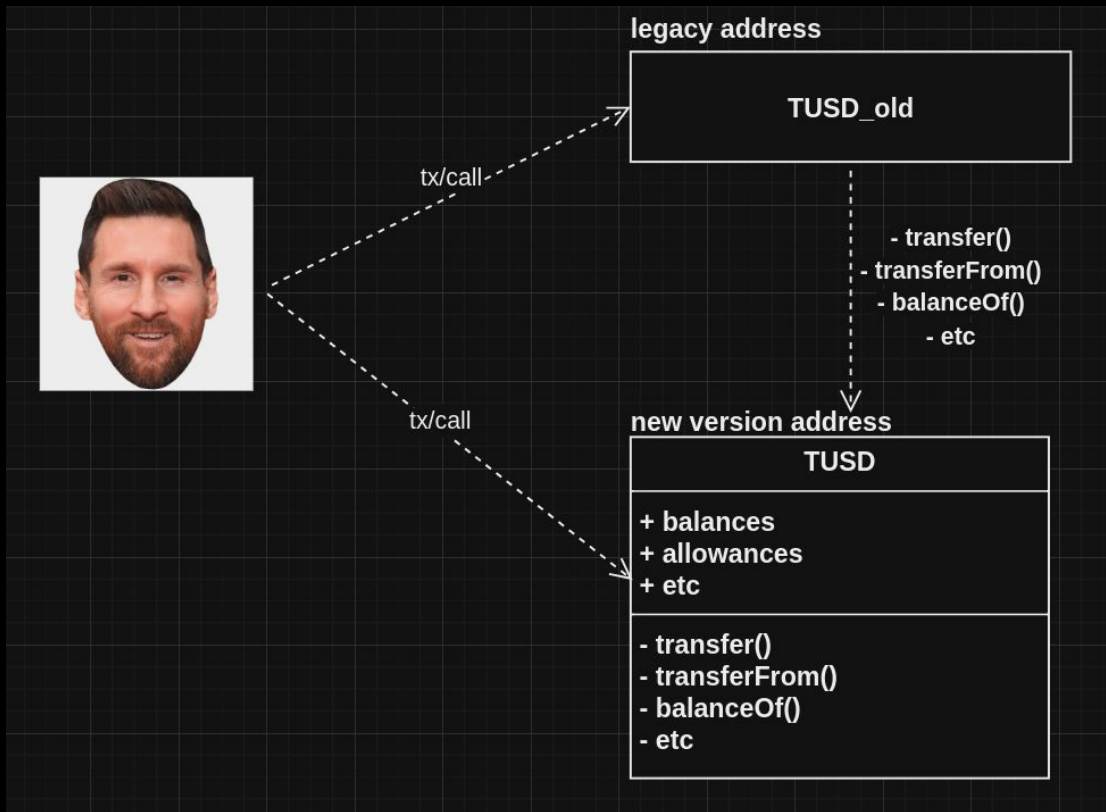 legacy address
TUSD_old
tx/call
- transfer()
- transferFrom()
- balanceOf()
- etc
tx/call
new version address
TUSD
+ balances
+ allowances
+ etc
- transfer()
- transferFrom()
- balanceOf()
- etc